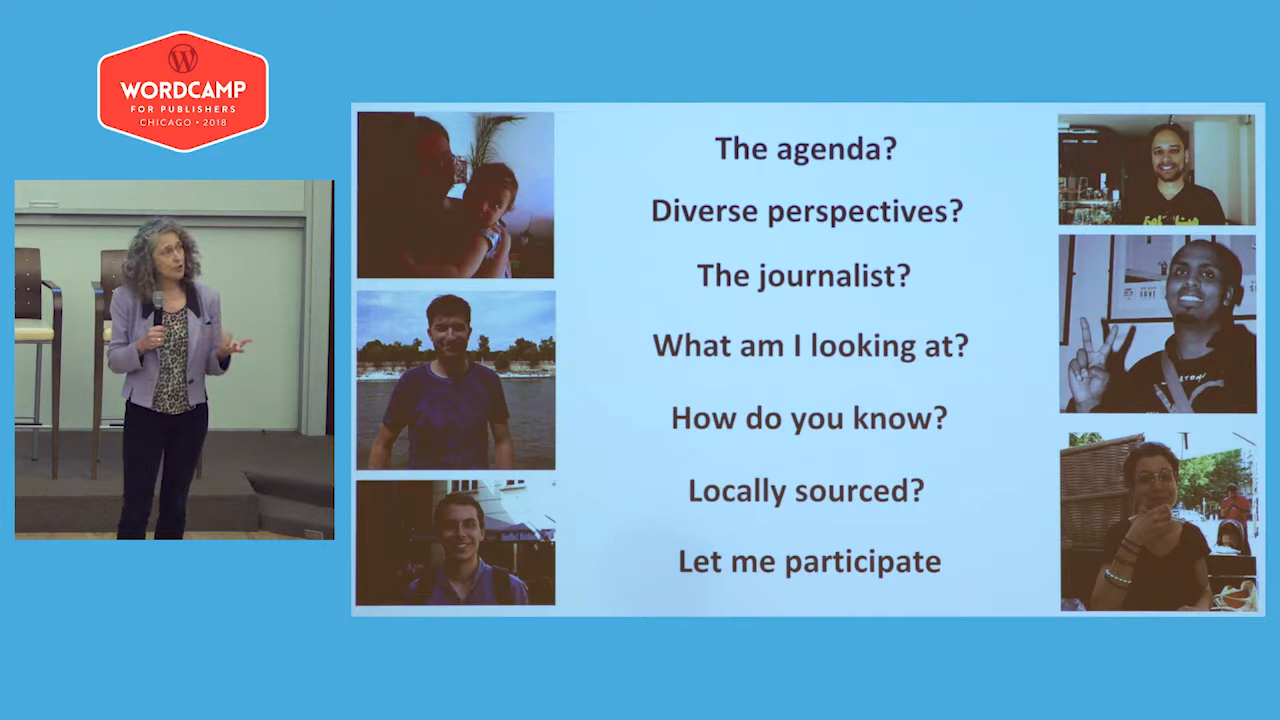 WORDCAMP
FOR PUBLISHERS
CHICAGO • 2018
The agenda?
Diverse perspectives?
The journalist?
What am I looking at?
How do you know?
Locally sourced?
Let me participate